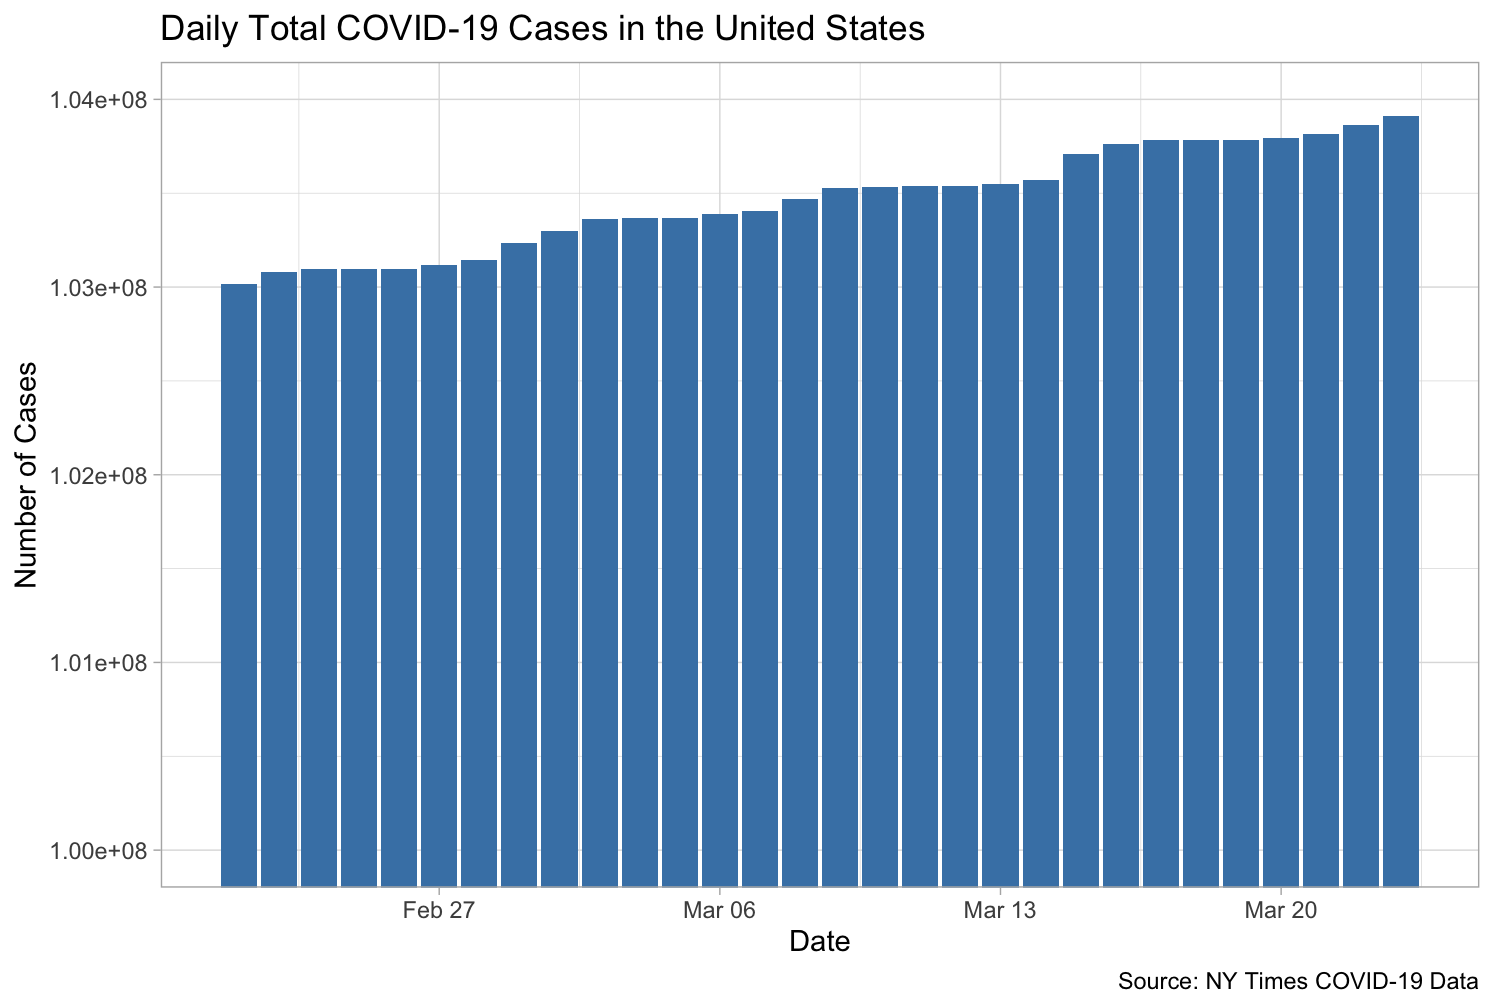 Daily Total COVID-19 Cases in the United States
1.04e+08
1.03e+08
1.02e+08
1.01e+08
1.00e+08
Number of Cases
Feb 27
Mar 06
Mar 13
Mar 20
Date
Source: NY Times COVID-19 Data